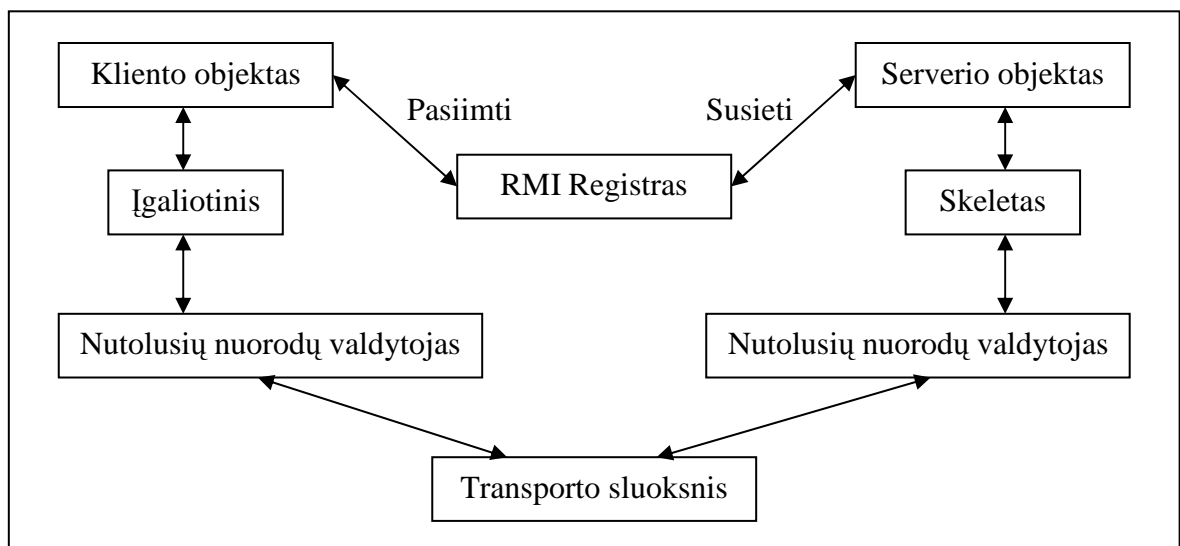 Kliento objektas
Serverio objektas
Pasiimti
Susieti
RMI Registras
Įgaliotinis
Skeletas
Nutolusių nuorodų valdytojas
Nutolusių nuorodų valdytojas
Transporto sluoksnis